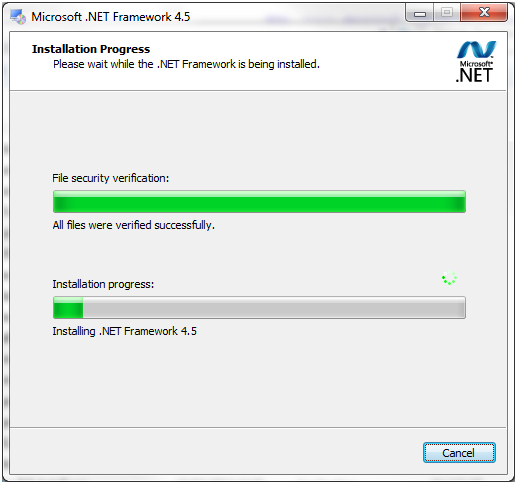 Microsoft .NET Framework 4.5
Installation Progress
Please wait while the .NET Framework is being installed.
Microsoft®
.NET
File security verification:
All files were verified successfully.
Installation progress:
Installing .NET Framework 4.5
Cancel